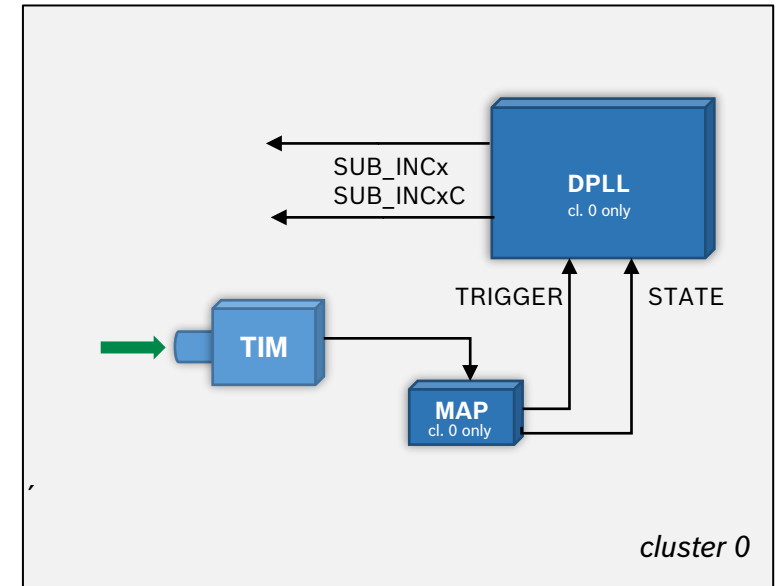 SUB_INCx
SUB_INCxC
DPLL
cl. 0 only
TRIGGER
STATE
TIM
MAP
cl. 0 only
´
cluster 0